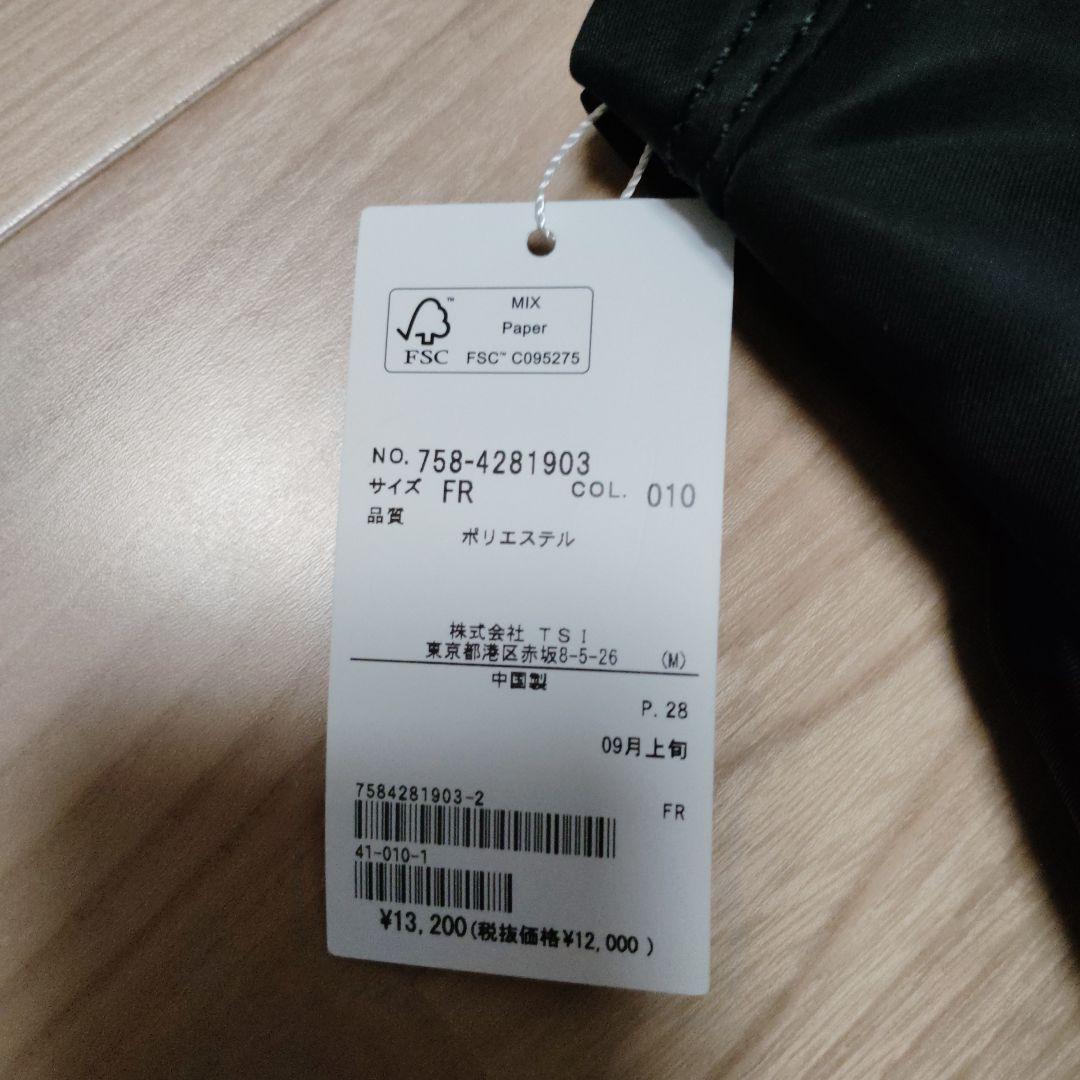 MIX
Paper
FSC™ C095275
™
FSC
NO. 758-4281903
サイズ FR COL. 010
品質
ポリエステル
株式会社 TSI
東京都港区赤坂8-5-26 (M)
中国製
P. 28
09月上旬
7584281903-2
FR
41-010-1
¥13,200(税抜価格¥12,000 )